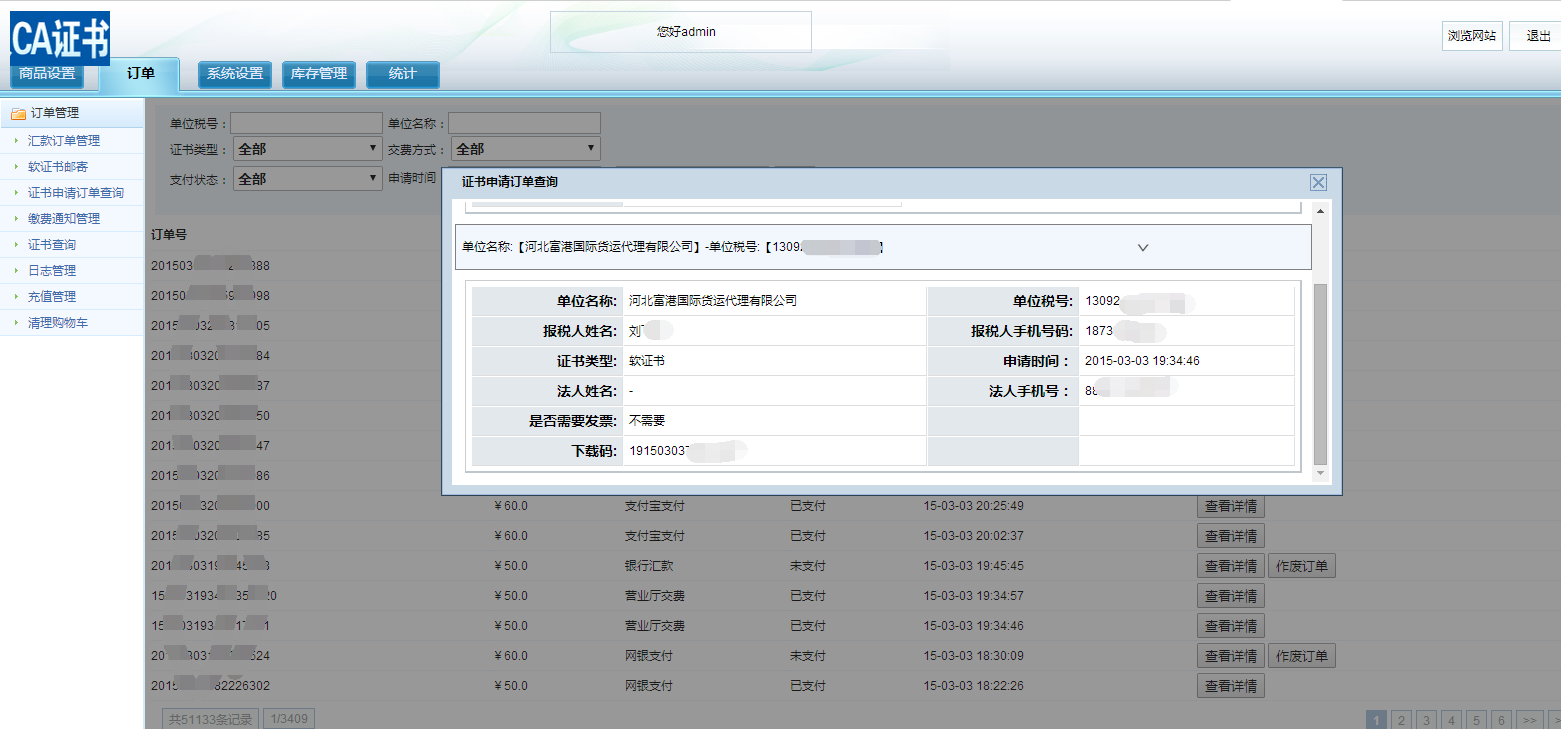 CA证书
您好admin
浏览网站 退出
商品设置 订单 系统设置 库存管理 统计
订单管理
汇款订单管理
软证书邮寄
证书申请订单查询
缴费通知管理
证书查询
日志管理
充值管理
清理购物车
单位税号： 单位名称：
证书类型： 全部 交费方式： 全部
支付状态： 全部 申请时间
订单号
证书申请订单查询
单位名称:【河北富港国际货运代理有限公司】-单位税号:【1309
单位名称: 河北富港国际货运代理有限公司 单位税号: 13092
报税人姓名: 刘 报税人手机号码: 1873
证书类型: 软证书 申请时间： 2015-03-03 19:34:46
法人姓名: - 法人手机号： 88
是否需要发票: 不需要
下载码: 19150303
201503 388
20150 098
2015 032 05
201 0320 84
201 0320 37
201 0320 50
201 0320 47
2015 0320 86
2015 320 00 ￥60.0 支付宝支付 已支付 15-03-03 20:25:49 查看详情
2015 320 35 ￥60.0 支付宝支付 已支付 15-03-03 20:02:37 查看详情
201 0319 45 3 ￥50.0 银行汇款 未支付 15-03-03 19:45:45 查看详情 作废订单
15 3193 35 20 ￥50.0 营业厅交费 已支付 15-03-03 19:34:57 查看详情
15 03193 1 1 ￥50.0 营业厅交费 已支付 15-03-03 19:34:46 查看详情
20 8031 524 ￥60.0 网银支付 未支付 15-03-03 18:30:09 查看详情 作废订单
2015 82226302 ￥50.0 网银支付 已支付 15-03-03 18:22:26 查看详情
共51133条记录 1/3409 1 2 3 4 5 6 >> >